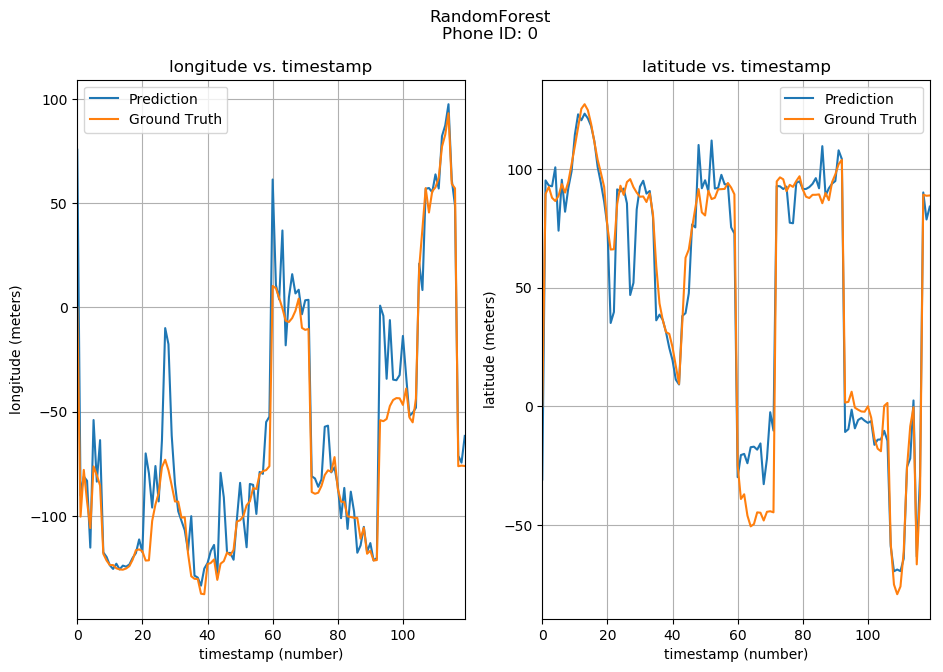 RandomForest
Phone ID: 0
longitude vs. timestamp
latitude vs. timestamp
Prediction
Ground Truth
Prediction
Ground Truth
longitude (meters)
100
50
0
−50
−100
0
20
40
60
80
100
timestamp (number)
latitude (meters)
100
50
0
−50
0
20
40
60
80
100
timestamp (number)